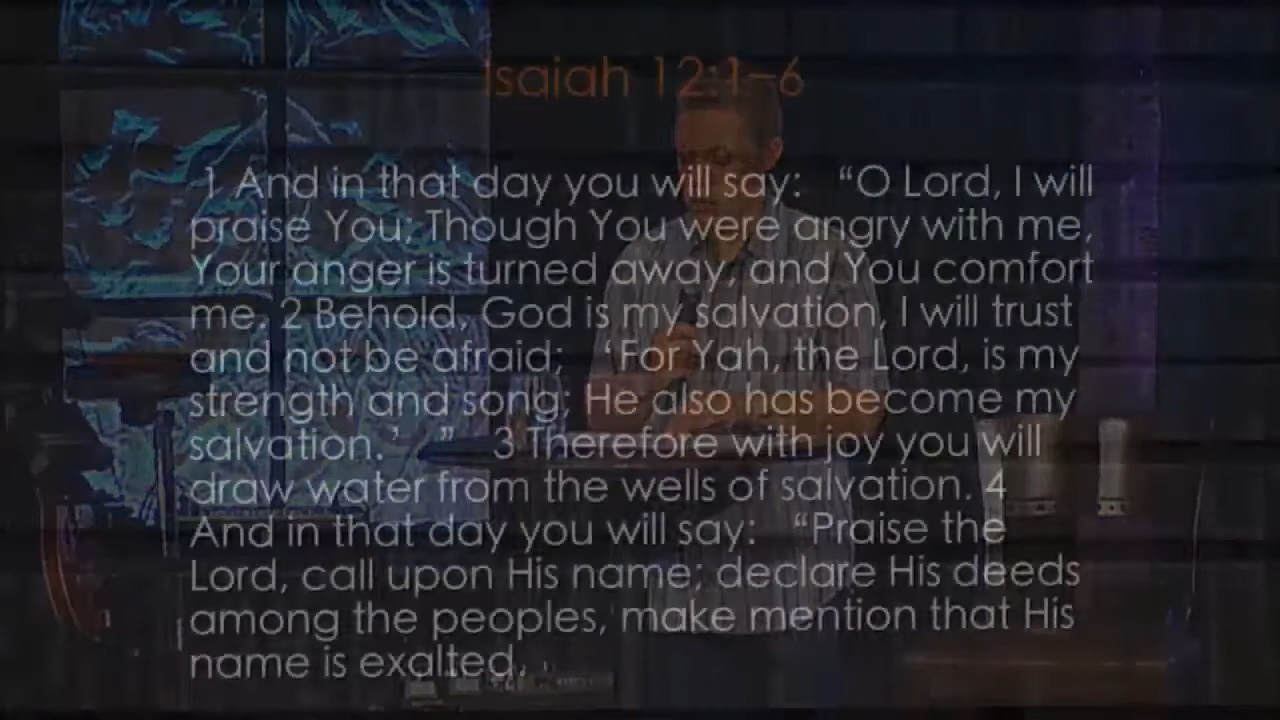 Isaiah 12:1–6
1 And in that day you will say: “O Lord, I will
praise You; Though You were angry with me,
Your anger is turned away, and You comfort
me. 2 Behold, God is my salvation, I will trust
and not be afraid; ‘For Yah, the Lord, is my
strength and song; He also has become my
salvation.’ ” 3 Therefore with joy you will
draw water from the wells of salvation. 4
And in that day you will say: “Praise the
Lord, call upon His name; declare His deeds
among the peoples, make mention that His
name is exalted.